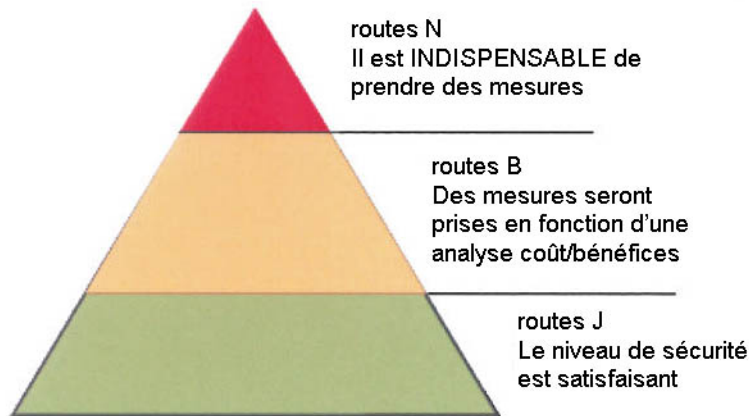 routes N
Il est INDISPENSABLE de
prendre des mesures
routes B
Des mesures seront
prises en fonction d'une
analyse coût/bénéfices
routes J
Le niveau de sécurité
est satisfaisant